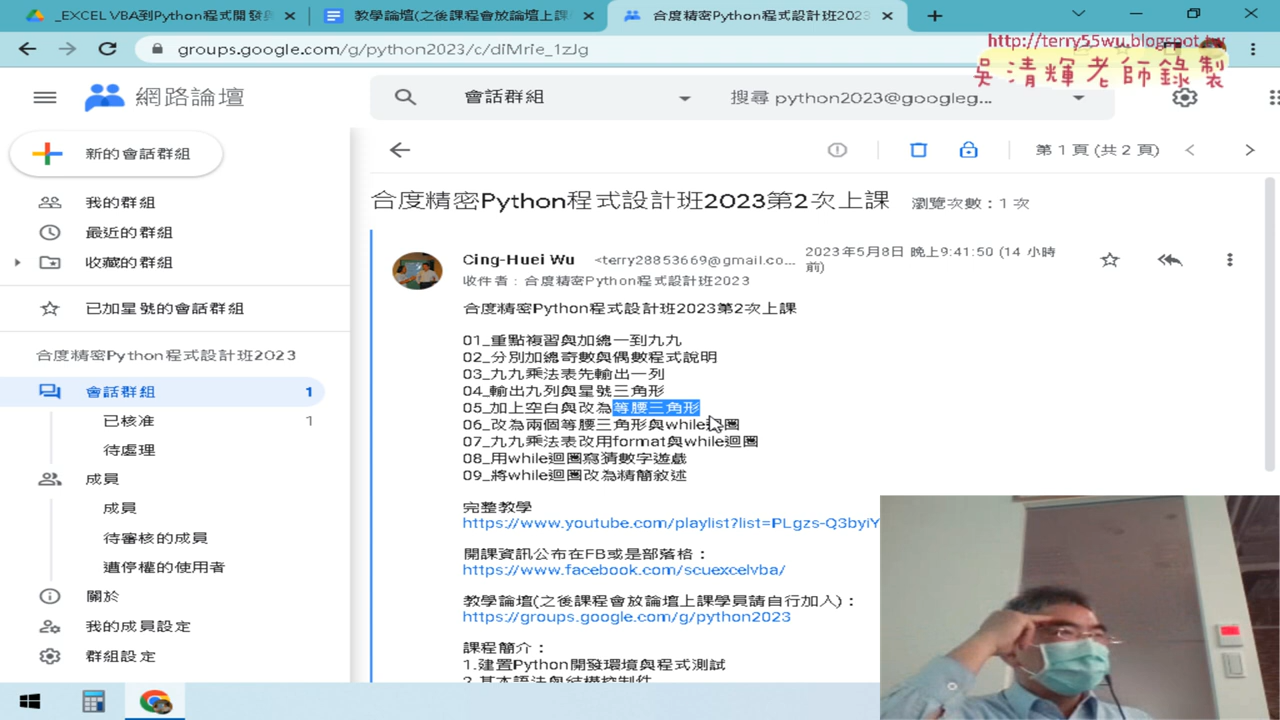 _EXCEL VBA到Python程式開發與
教學論壇(之後課程會放論壇上課
合度精密Python程式設計班2023
groups.google.com/g/python2023/c/diMrie_1zJg
http://terry55wu.blogspot.tw
吳清輝老師錄製
網路論壇
會話群組
搜尋 python2023@googleg...
新的會話群組
第 1 頁 (共 2 頁)
我的群組
最近的群組
收藏的群組
已加星號的會話群組
合度精密Python程式設計班2023
會話群組 1
已核准 1
待處理
成員
成員
待審核的成員
遭停權的使用者
關於
我的成員設定
群組設定
合度精密Python程式設計班2023第2次上課
瀏覽次數：1 次
Cing-Huei Wu <terry28853669@gmail.co...
2023年5月8日 晚上9:41:50 (14 小時前)
收件者：合度精密Python程式設計班2023
合度精密Python程式設計班2023第2次上課
01_重點複習與加總一到九九
02_分別加總奇數與偶數程式說明
03_九九乘法表先輸出一列
04_輸出九列與星號三角形
05_加上空白與改為等腰三角形
06_改為兩個等腰三角形與while迴圈
07_九九乘法表改用format與while迴圈
08_用while迴圈寫猜數字遊戲
09_將while迴圈改為精簡敘述
完整教學
https://www.youtube.com/playlist?list=PLgzs-Q3byiY
開課資訊公布在FB或是部落格：
https://www.facebook.com/scuexcelvba/
教學論壇(之後課程會放論壇上課學員請自行加入)：
https://groups.google.com/g/python2023
課程簡介：
1.建置Python開發環境與程式測試
2.基本語法與結構控制件